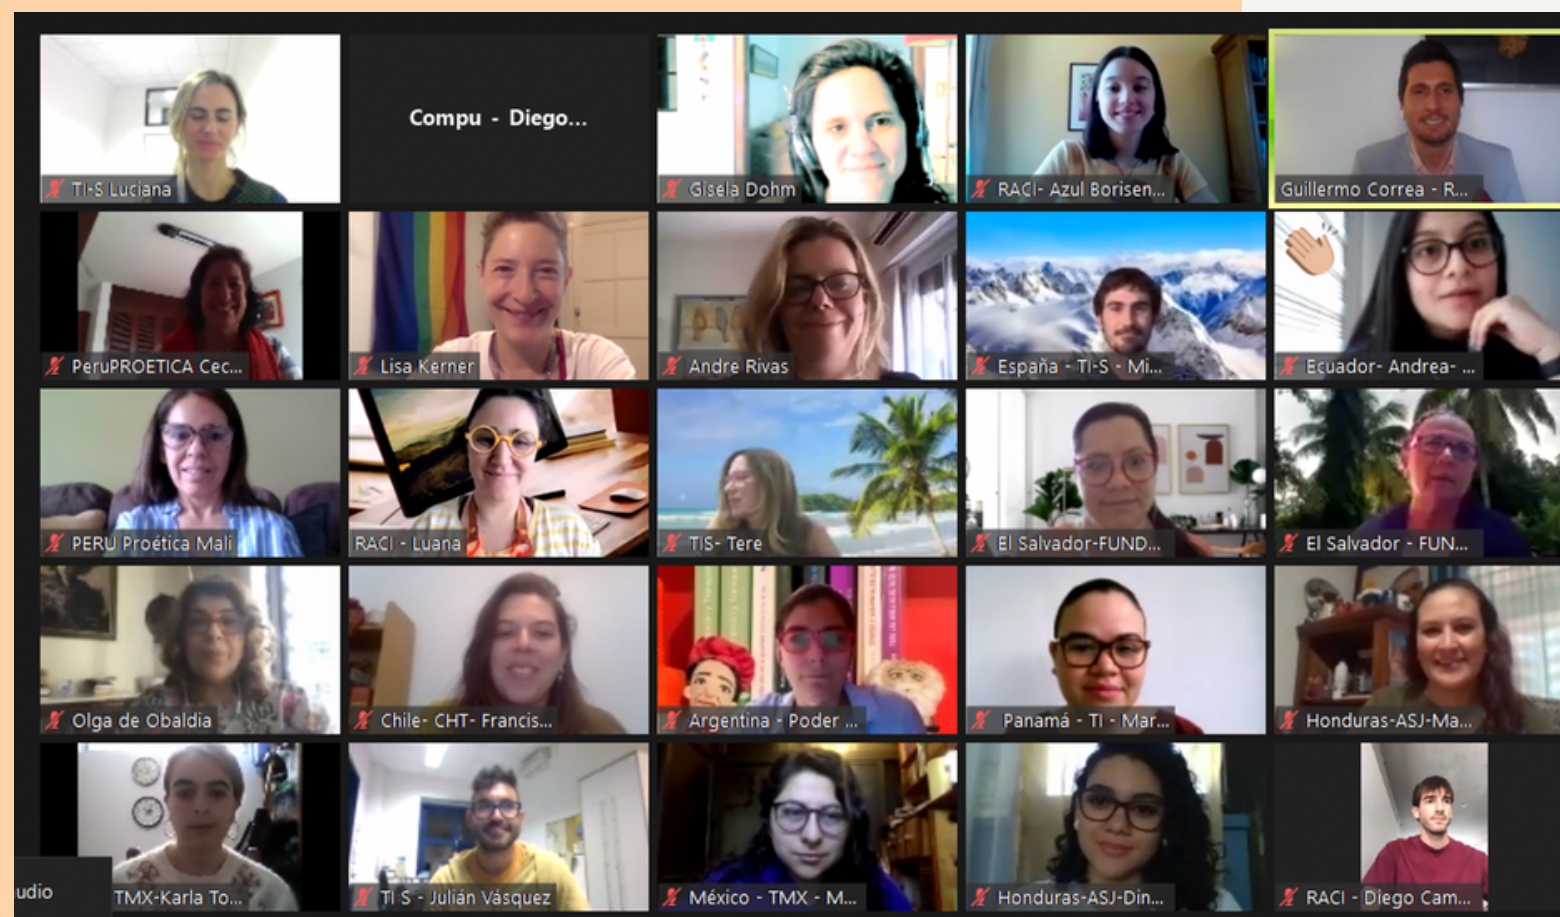 TI-S Luciana
Compu - Diego...
Gisela Dohm
RACI- Azul Borisen...
Guillermo Correa - R...
PeruPROETICA Cec...
Lisa Kerner
Andre Rivas
España - TI-S - Mi...
Ecuador- Andrea- ...
PERU Proética Mali
RACI - Luana
TIS- Tere
El Salvador-FUND...
El Salvador - FUN...
Olga de Obaldia
Chile- CHT- Francis...
Argentina - Poder ...
Panamá - TI - Mar...
Honduras-ASJ-Ma...
udio
TMX-Karla To...
TI S - Julián Vásquez
México - TMX - M...
Honduras-ASJ-Din...
RACI - Diego Cam...